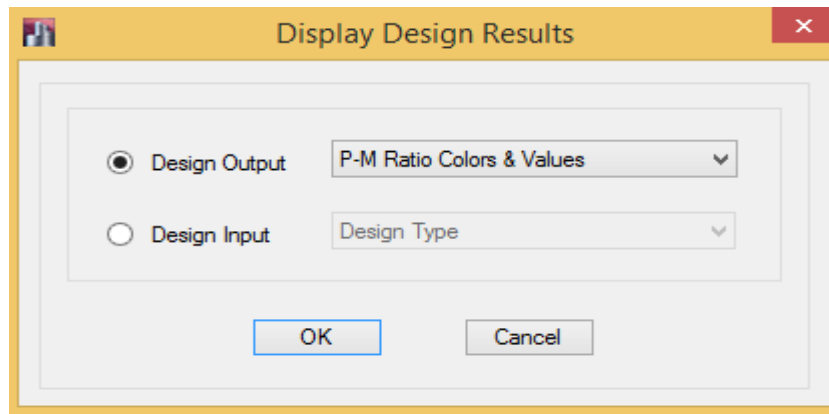 Display Design Results
Design Output P-M Ratio Colors & Values
Design Input Design Type
OK Cancel